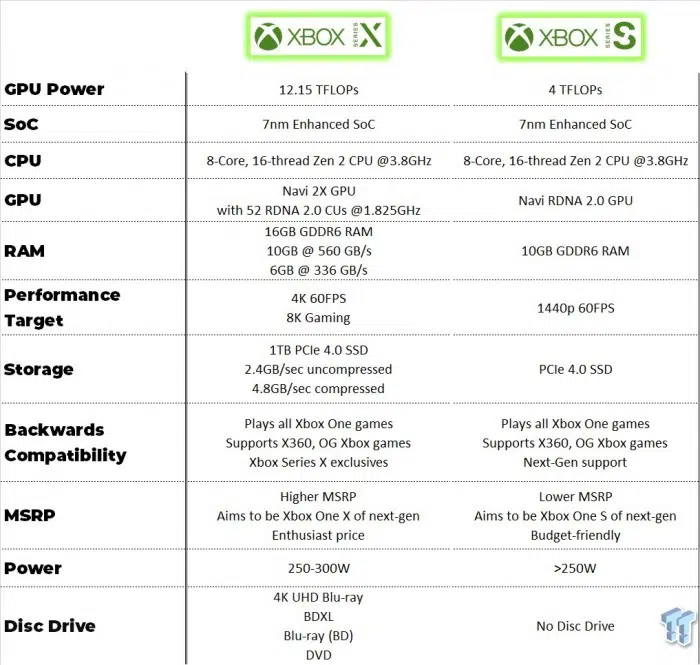 XBOX SERIES X
XBOX SERIES S
GPU Power
12.15 TFLOPs
4 TFLOPs
SoC
7nm Enhanced SoC
7nm Enhanced SoC
CPU
8-Core, 16-thread Zen 2 CPU @3.8GHz
8-Core, 16-thread Zen 2 CPU @3.8GHz
GPU
Navi 2X GPU
with 52 RDNA 2.0 CUs @1.825GHz
Navi RDNA 2.0 GPU
RAM
16GB GDDR6 RAM
10GB @ 560 GB/s
6GB @ 336 GB/s
10GB GDDR6 RAM
Performance
Target
4K 60FPS
8K Gaming
1440p 60FPS
Storage
1TB PCIe 4.0 SSD
2.4GB/sec uncompressed
4.8GB/sec compressed
PCIe 4.0 SSD
Backwards
Compatibility
Plays all Xbox One games
Supports X360, OG Xbox games
Xbox Series X exclusives
Plays all Xbox One games
Supports X360, OG Xbox games
Next-Gen support
MSRP
Higher MSRP
Aims to be Xbox One X of next-gen
Enthusiast price
Lower MSRP
Aims to be Xbox One S of next-gen
Budget-friendly
Power
250-300W
>250W
Disc Drive
4K UHD Blu-ray
BDXL
Blu-ray (BD)
DVD
No Disc Drive
TT